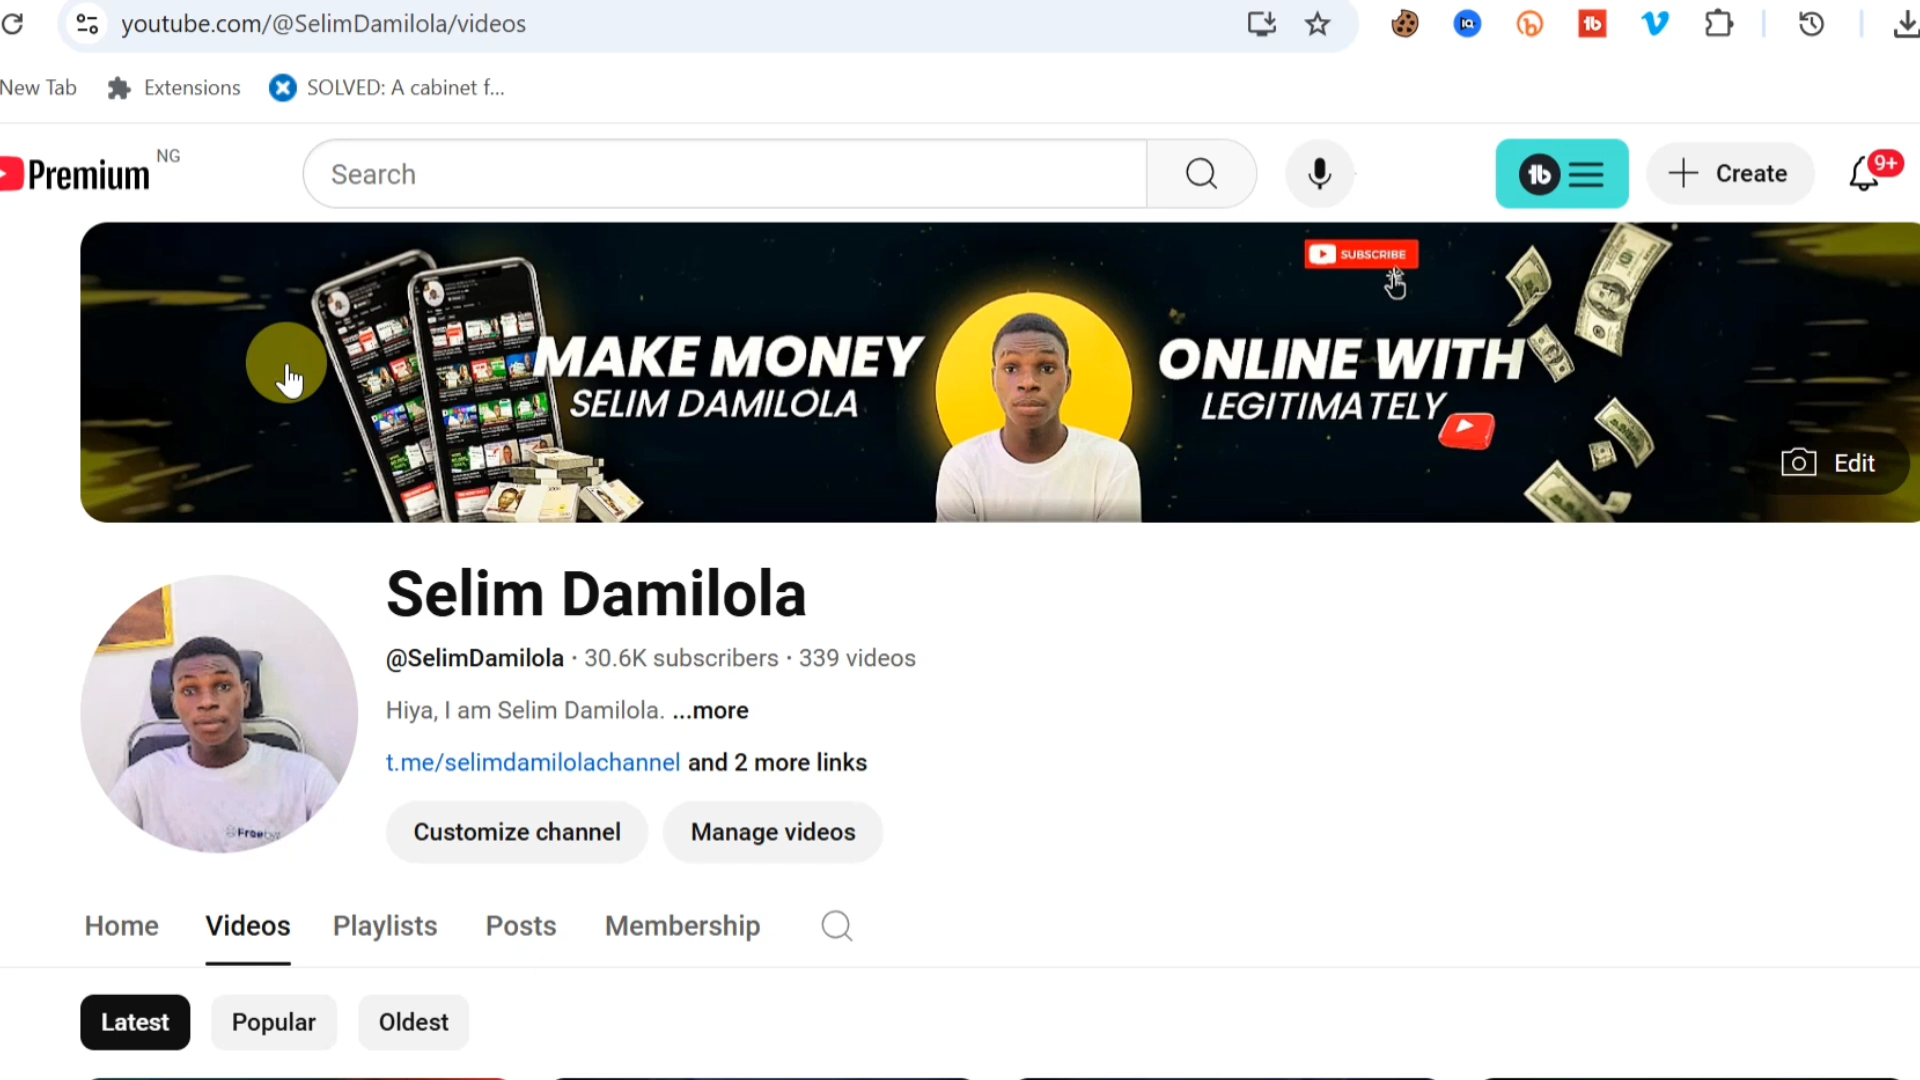 youtube.com/@SelimDamilola/videos
New Tab
Extensions
SOLVED: A cabinet f...
Premium NG
Search
Create
9+
SUBSCRIBE
MAKE MONEY
SELIM DAMILOLA
ONLINE WITH
LEGITIMATELY
Edit
Selim Damilola
@SelimDamilola · 30.6K subscribers · 339 videos
Hiya, I am Selim Damilola. ...more
t.me/selimdamilolachannel and 2 more links
Customize channel
Manage videos
Home
Videos
Playlists
Posts
Membership
Latest
Popular
Oldest